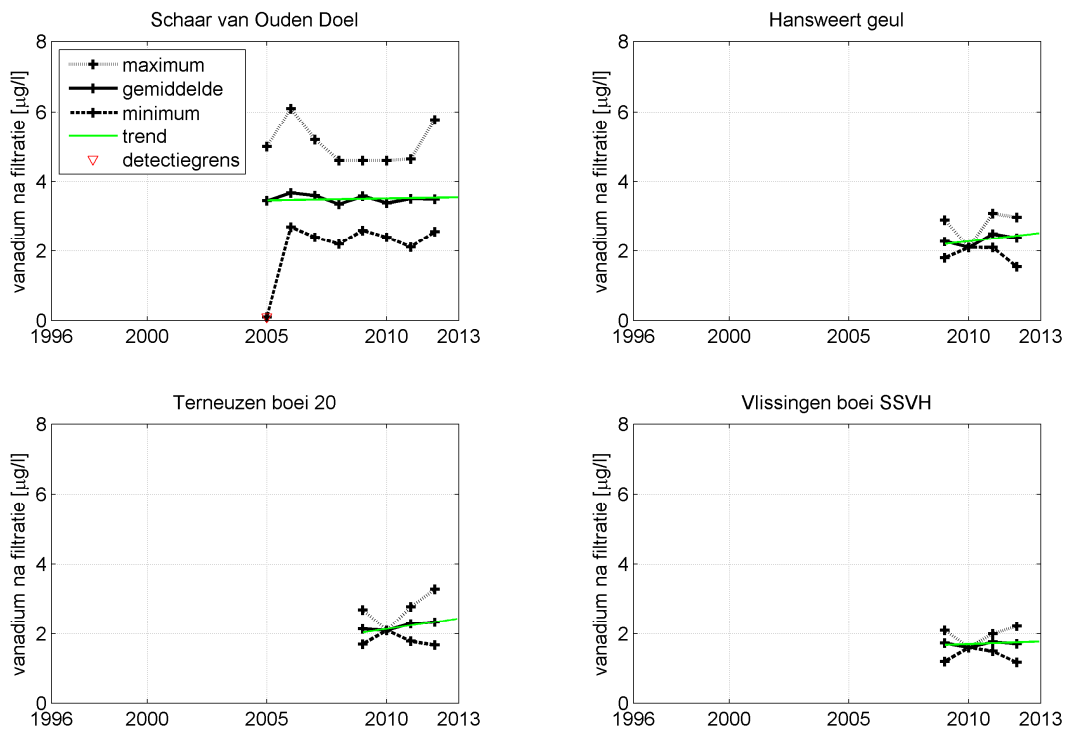 Schaar van Ouden Doel
vanadium na filtratie [µg/l]
8
6
4
2
0
maximum
gemiddelde
minimum
trend
detectiegrens
1996 2000 2005 2010 2013
Hansweert geul
vanadium na filtratie [µg/l]
8
6
4
2
0
1996 2000 2005 2010 2013
Terneuzen boei 20
vanadium na filtratie [µg/l]
8
6
4
2
0
1996 2000 2005 2010 2013
Vlissingen boei SSVH
vanadium na filtratie [µg/l]
8
6
4
2
0
1996 2000 2005 2010 2013